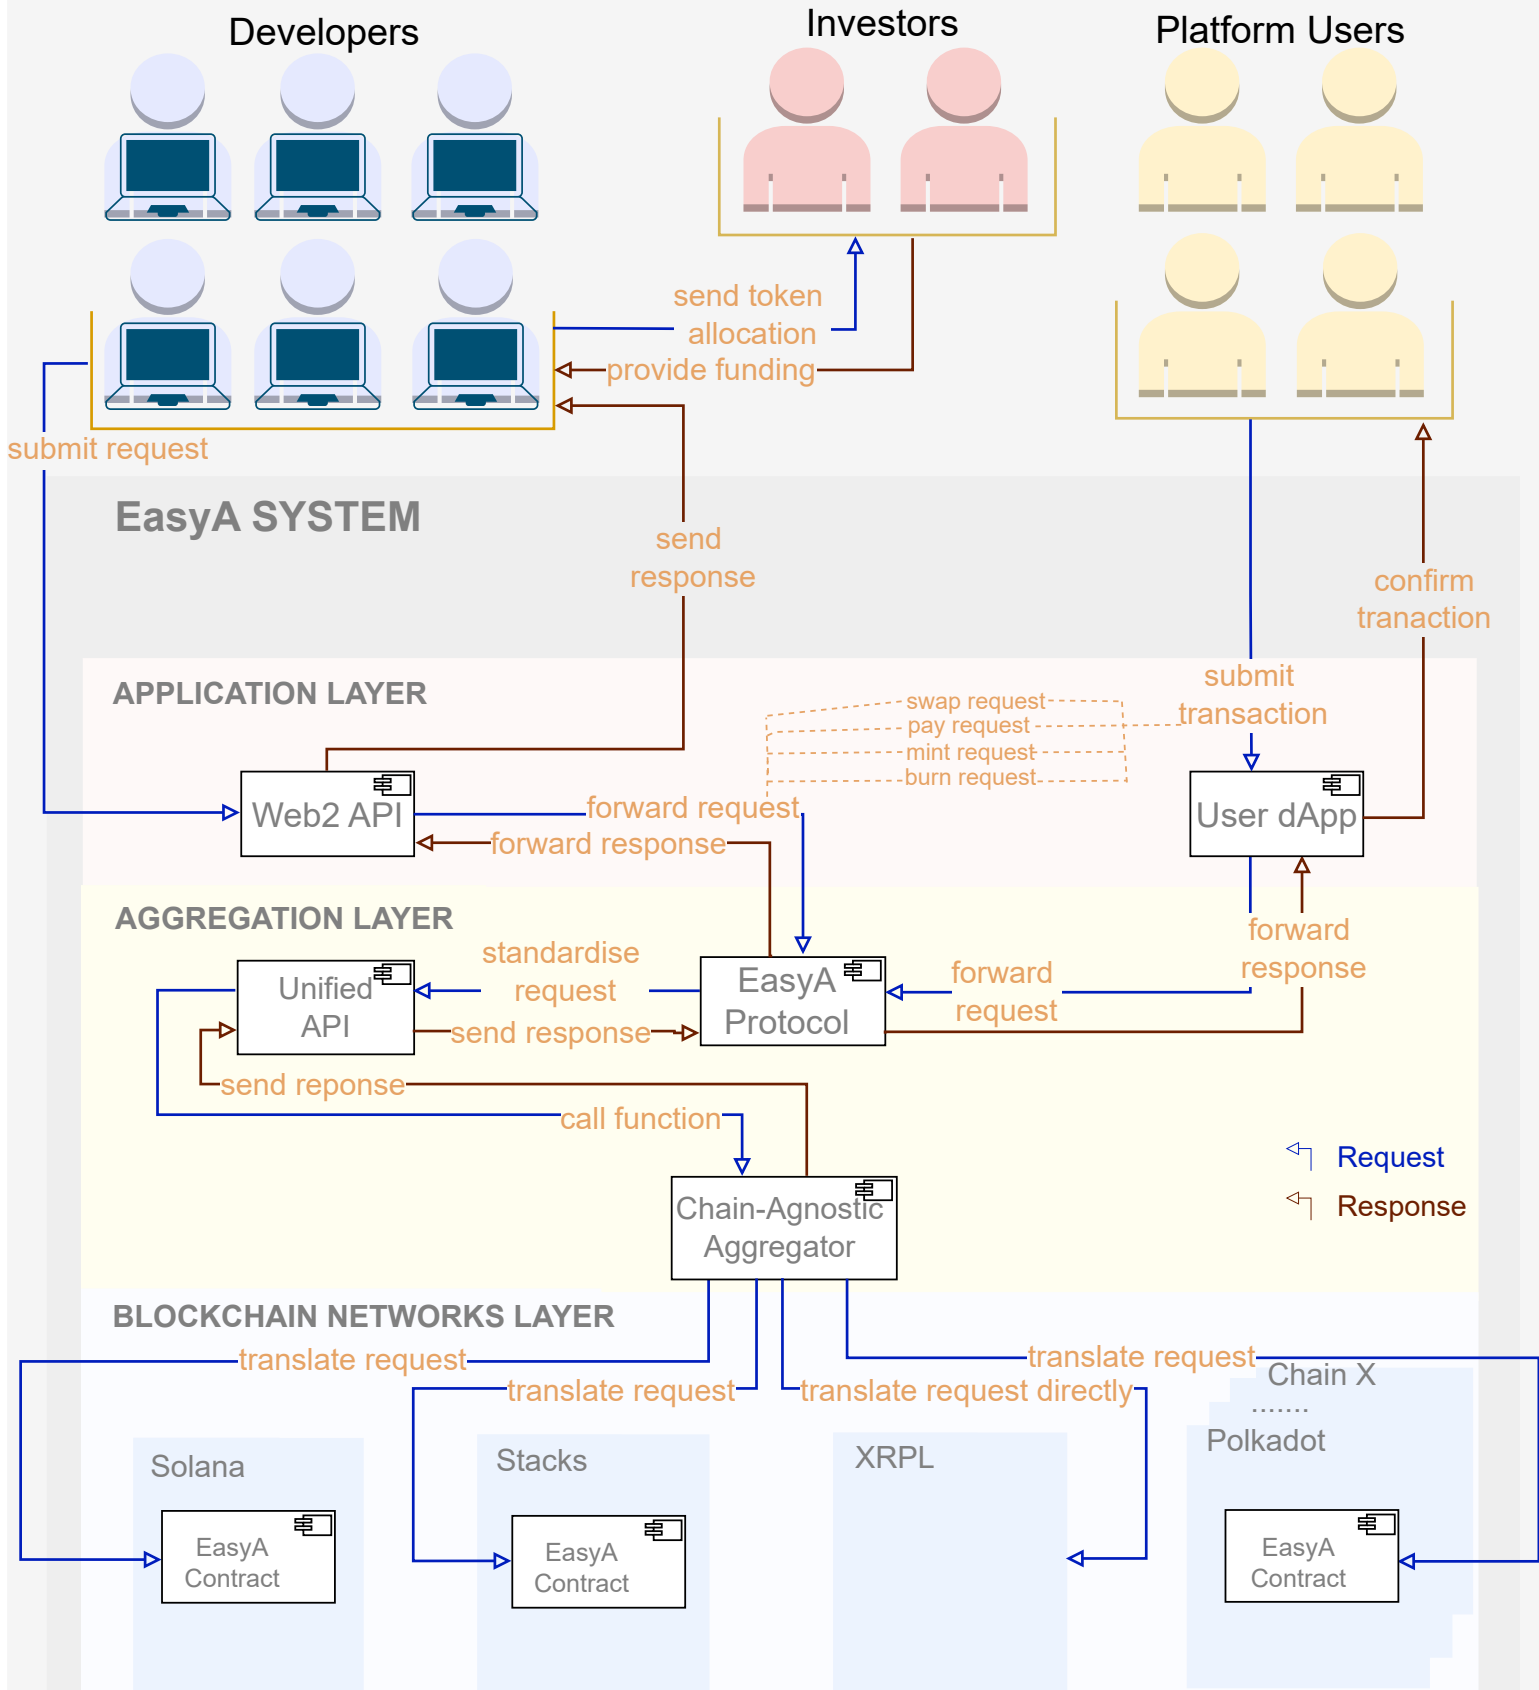 Developers
Investors
Platform Users
send token
allocation
provide funding
submit request
EasyA SYSTEM
send
response
confirm
tranaction
APPLICATION LAYER
submit
transaction
swap request
pay request
mint request
burn request
Web2 API
forward request
forward response
User dApp
AGGREGATION LAYER
standardise
request
Unified
API
send response
EasyA
Protocol
forward
request
forward
response
send reponse
call function
Request
Response
Chain-Agnostic
Aggregator
BLOCKCHAIN NETWORKS LAYER
translate request
translate request
translate request directly
translate request
Chain X
.......
Polkadot
Solana
Stacks
XRPL
EasyA
Contract
EasyA
Contract
EasyA
Contract